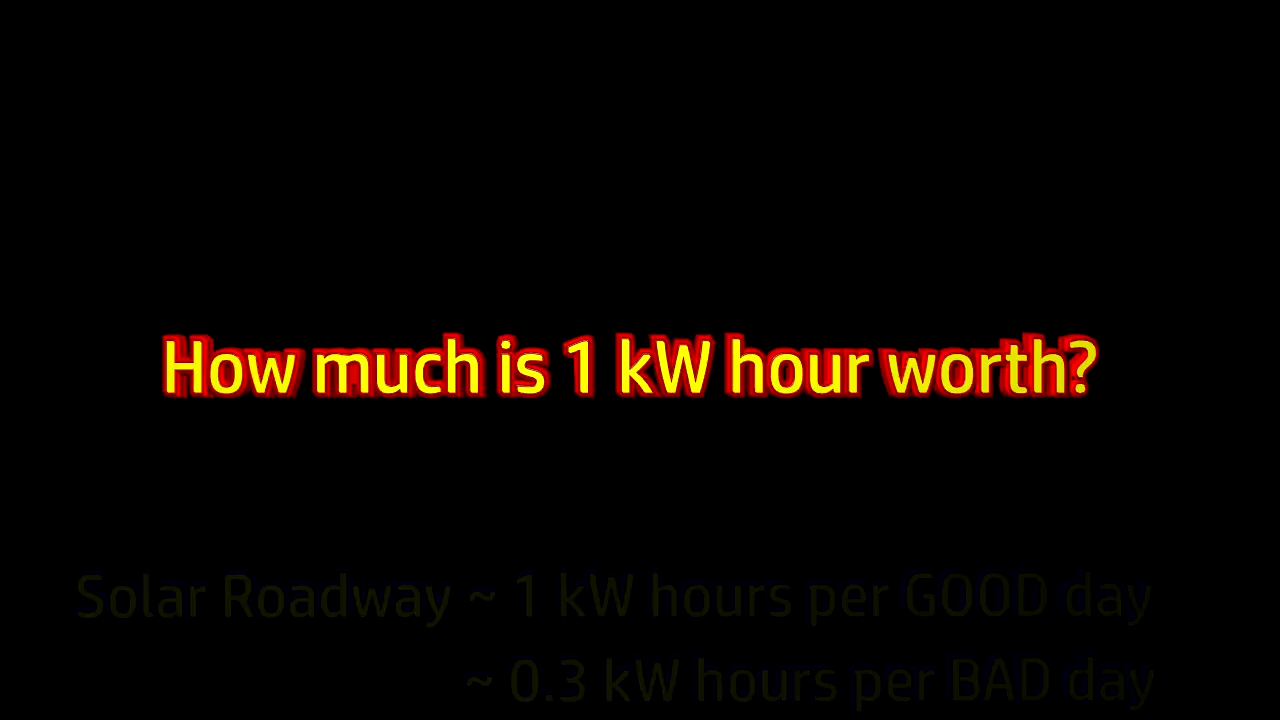 How much is 1 kW hour worth?
Solar Roadway ~ 1 kW hours per GOOD day
~ 0.3 kW hours per BAD day